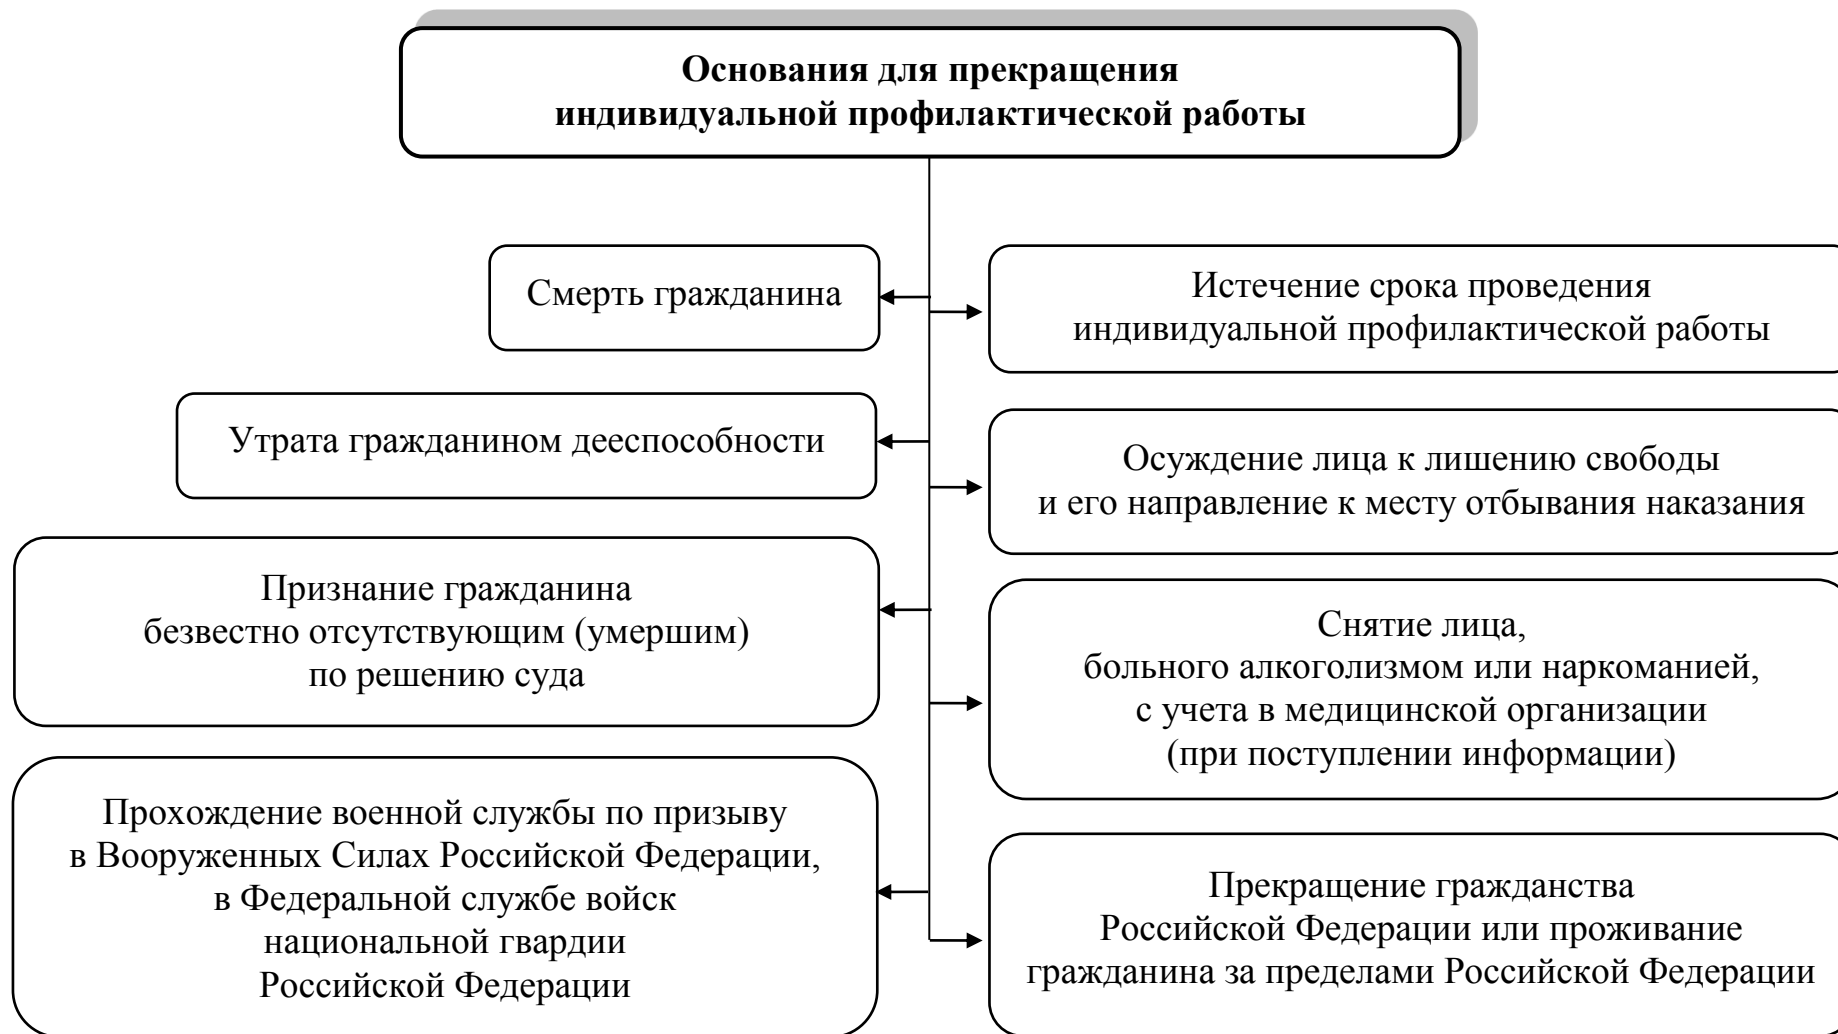 Основания для прекращения
индивидуальной профилактической работы
Смерть гражданина
Истечение срока проведения
индивидуальной профилактической работы
Утрата гражданином дееспособности
Осуждение лица к лишению свободы
и его направление к месту отбывания наказания
Признание гражданина
безвестно отсутствующим (умершим)
по решению суда
Снятие лица,
больного алкоголизмом или наркоманией,
с учета в медицинской организации
(при поступлении информации)
Прохождение военной службы по призыву
в Вооруженных Силах Российской Федерации,
в Федеральной службе войск
национальной гвардии
Российской Федерации
Прекращение гражданства
Российской Федерации или проживание
гражданина за пределами Российской Федерации